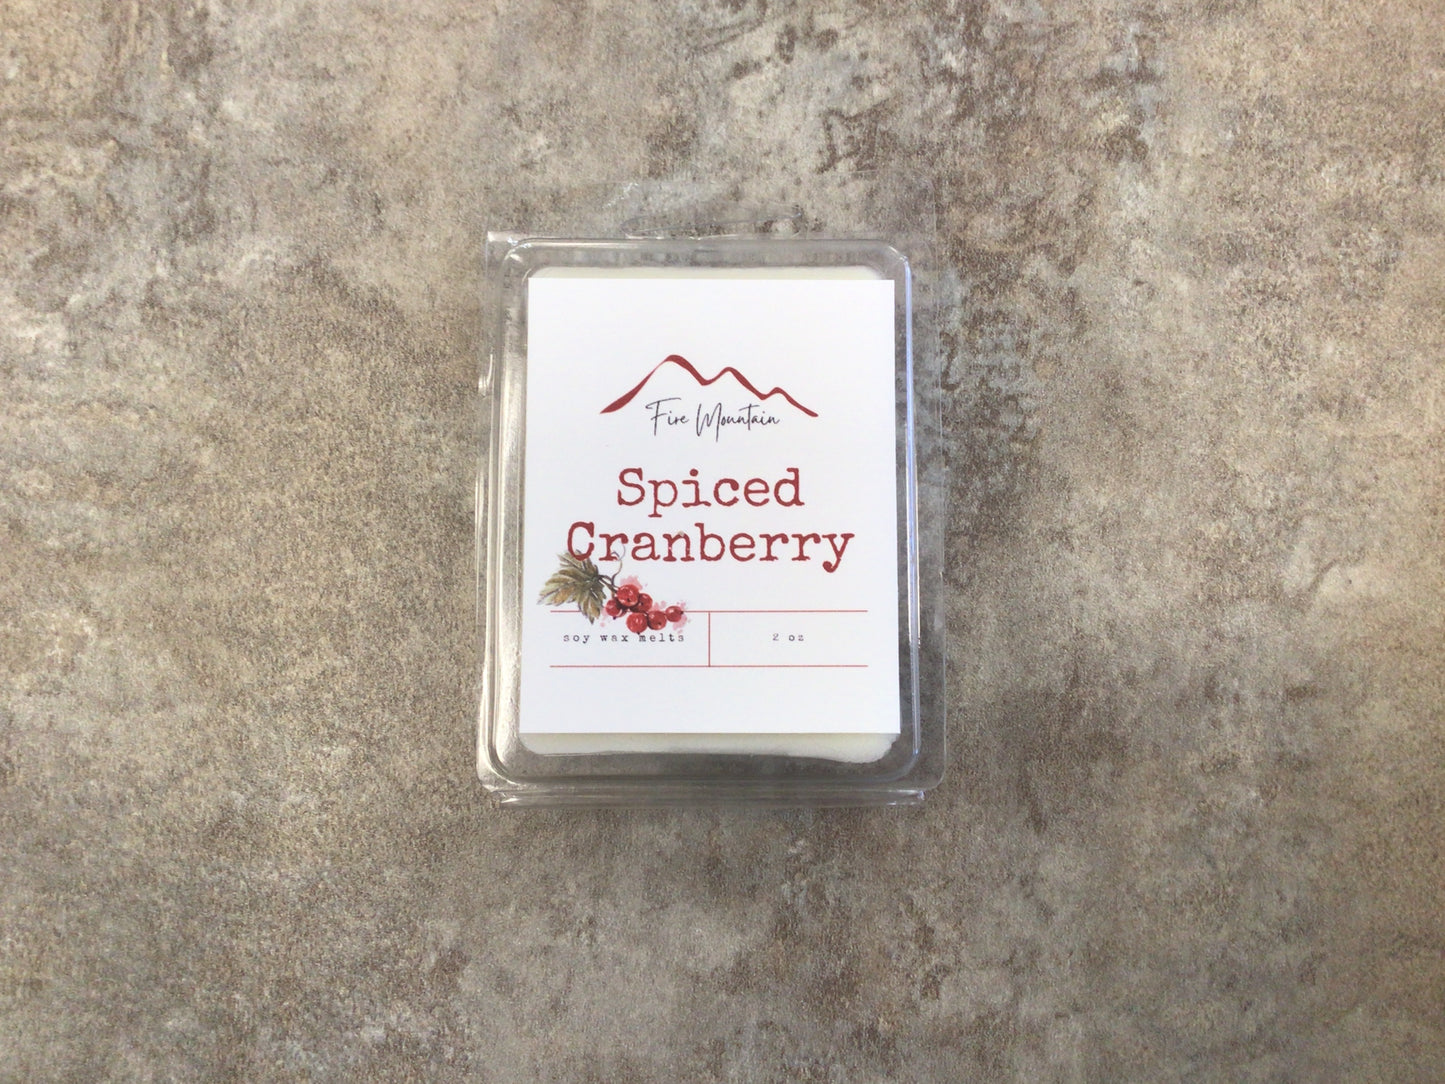 Fire Mountain
Spiced
Cranberry
soy wax melts
2 oz